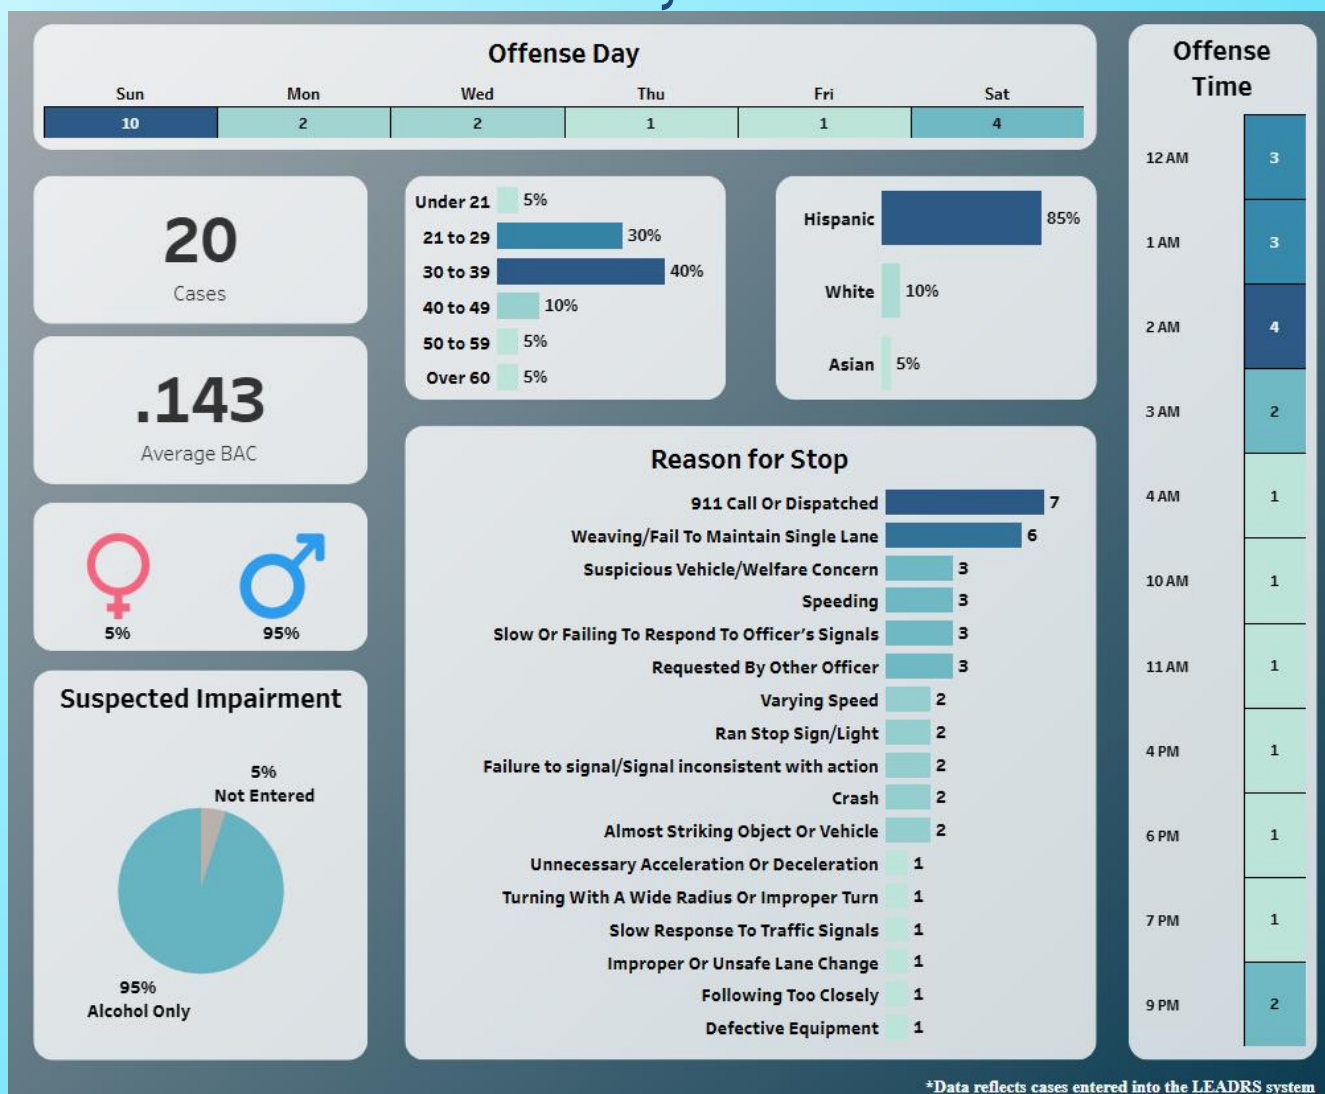 Offense Day
Sun Mon Wed Thu Fri Sat
10 2 2 1 1 4
20
Cases
.143
Average BAC
5% 95%
Suspected Impairment
5%
Not Entered
95%
Alcohol Only
Under 21 5%
21 to 29 30%
30 to 39 40%
40 to 49 10%
50 to 59 5%
Over 60 5%
Hispanic 85%
White 10%
Asian 5%
Reason for Stop
911 Call Or Dispatched 7
Weaving/Fail To Maintain Single Lane 6
Suspicious Vehicle/Welfare Concern 3
Speeding 3
Slow Or Failing To Respond To Officer's Signals 3
Requested By Other Officer 3
Varying Speed 2
Ran Stop Sign/Light 2
Failure to signal/Signal inconsistent with action 2
Crash 2
Almost Striking Object Or Vehicle 2
Unnecessary Acceleration Or Deceleration 1
Turning With A Wide Radius Or Improper Turn 1
Slow Response To Traffic Signals 1
Improper Or Unsafe Lane Change 1
Following Too Closely 1
Defective Equipment 1
Offense
Time
12 AM 3
1 AM 3
2 AM 4
3 AM 2
4 AM 1
10 AM 1
11 AM 1
4 PM 1
6 PM 1
7 PM 1
9 PM 2
*Data reflects cases entered into the LEADRS system